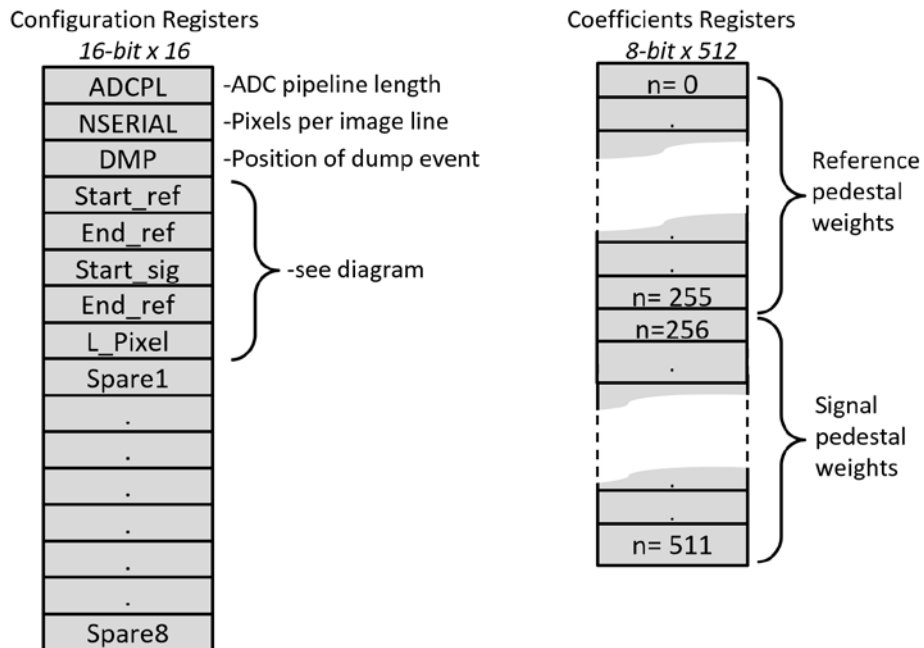 Configuration Registers
16-bit x 16
ADCPL
-ADC pipeline length
NSERIAL
-Pixels per image line
DMP
-Position of dump event
Start_ref
End_ref
Start_sig
End_ref
L_Pixel
-see diagram
Spare1
.
.
.
.
.
.
Spare8
Coefficients Registers
8-bit x 512
n= 0
.
.
.
n= 255
Reference
pedestal
weights
n=256
.
.
.
n= 511
Signal
pedestal
weights